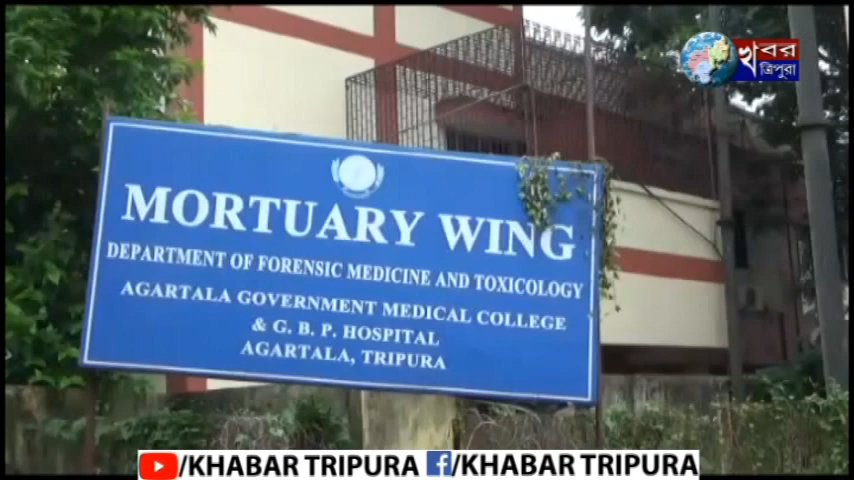 খবর
ত্রিপুরা
MORTUARY WING
DEPARTMENT OF FORENSIC MEDICINE AND TOXICOLOGY
AGARTALA GOVERNMENT MEDICAL COLLEGE
& G. B. P. HOSPITAL
AGARTALA, TRIPURA
/KHABAR TRIPURA f/KHABAR TRIPURA